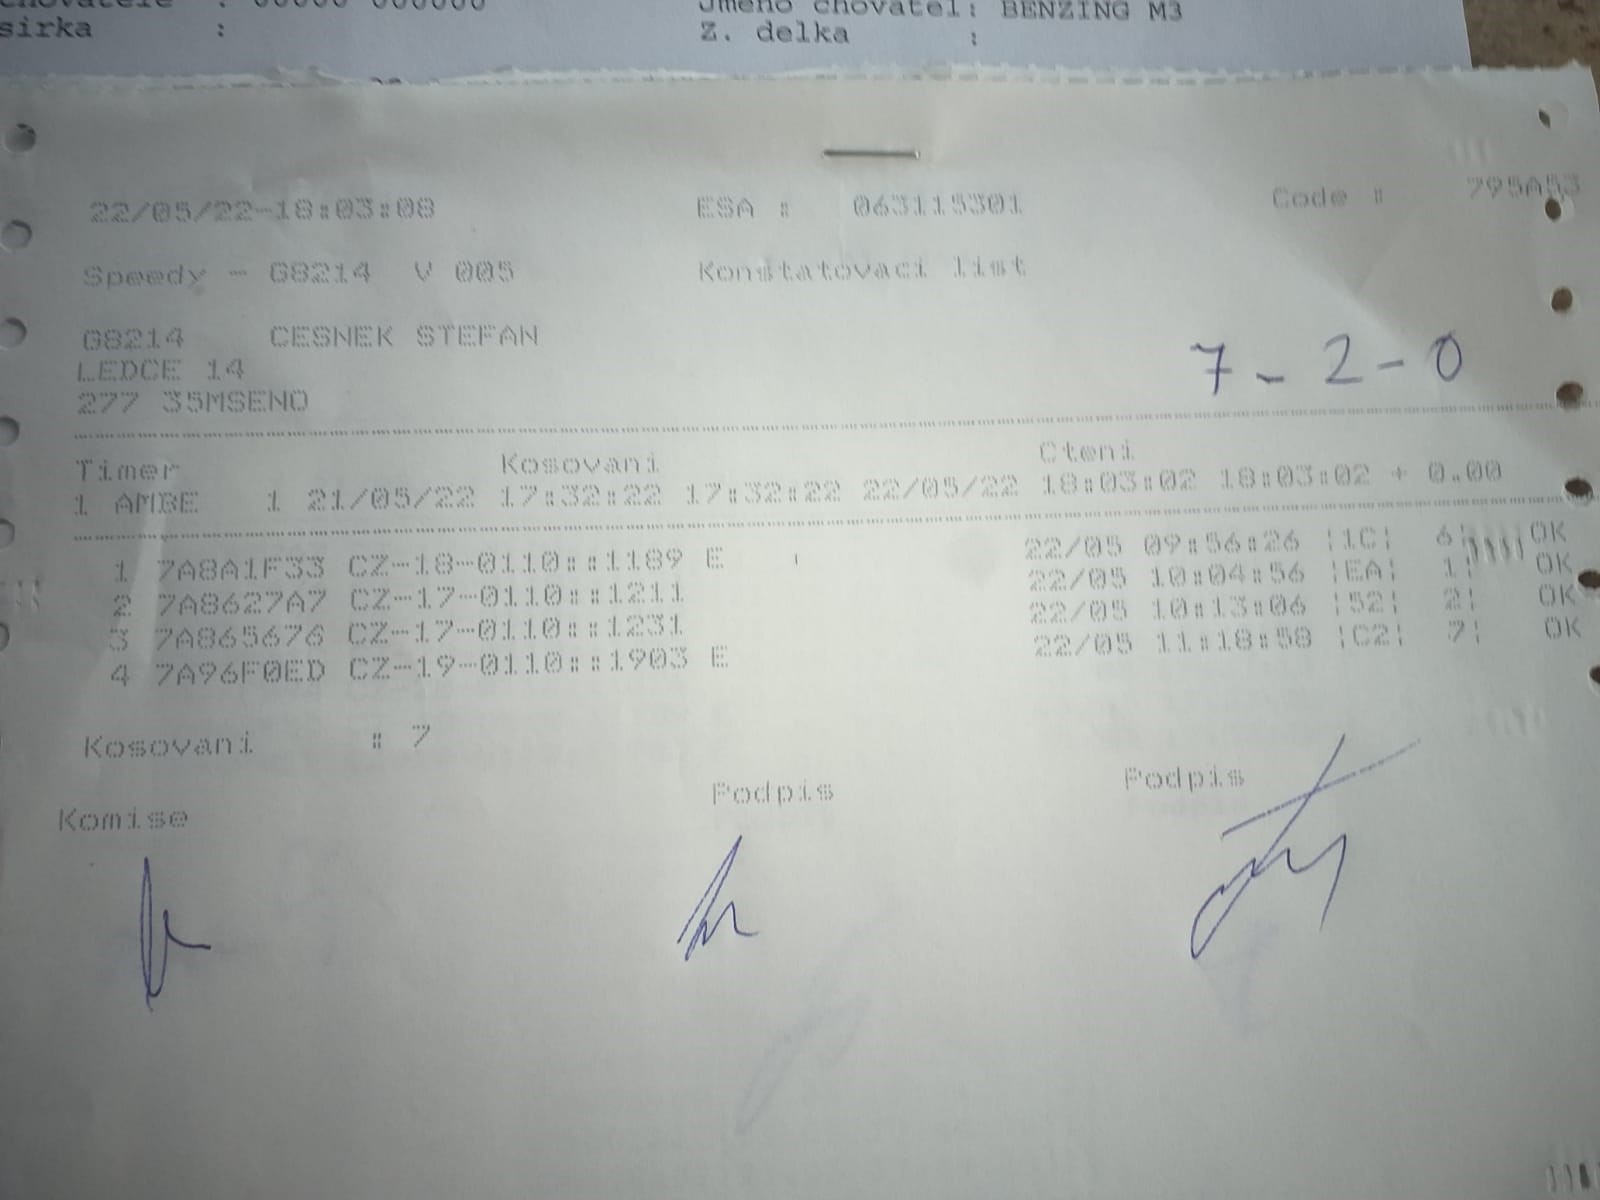 : 00000 000000 Jmeno chovatel: BENZING M3
sirka : Z. delka :
22/05/22-18:03:08 ESA : 063115301 Code : 795A53
Speedy - G8214 V 005 Konstatovaci list
G8214 CESNEK STEFAN
LEDCE 14
277 35MSENO
7-2-0
Timer Kosovani Cteni
1 AMBE 1 21/05/22 17:32:22 17:32:22 22/05/22 18:03:02 18:03:02 + 0.00
1 7A8A1F33 CZ-18-0110::1189 E 22/05 09:56:26 |1C| 6| OK
2 7A8627A7 CZ-17-0110::1211 22/05 10:04:56 |EA| 1| OK
3 7A865676 CZ-17-0110::1231 22/05 10:13:06 |52| 2| OK
4 7A96F0ED CZ-19-0110::1903 E 22/05 11:18:58 |C2| 7| OK
Kosovani : 7
Komise Podpis Podpis